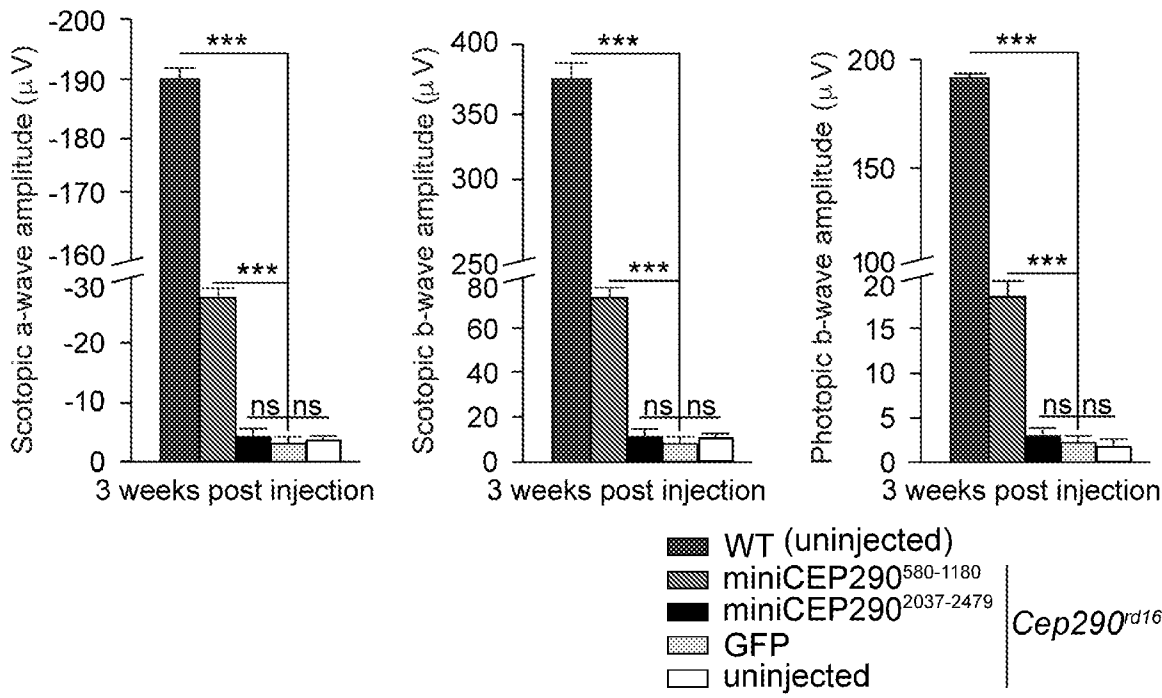 Scotopic a-wave amplitude (μV)
-200
-190
-180
-170
-160
-30
-20
-10
0
***
***
ns ns
3 weeks post injection
Scotopic b-wave amplitude (μV)
400
350
300
250
80
60
40
20
0
***
***
ns ns
3 weeks post injection
Photopic b-wave amplitude (μV)
200
150
100
20
15
10
5
0
***
***
ns ns
3 weeks post injection
WT (uninjected)
miniCEP290580-1180
miniCEP2902037-2479
GFP
uninjected
Cep290rd16